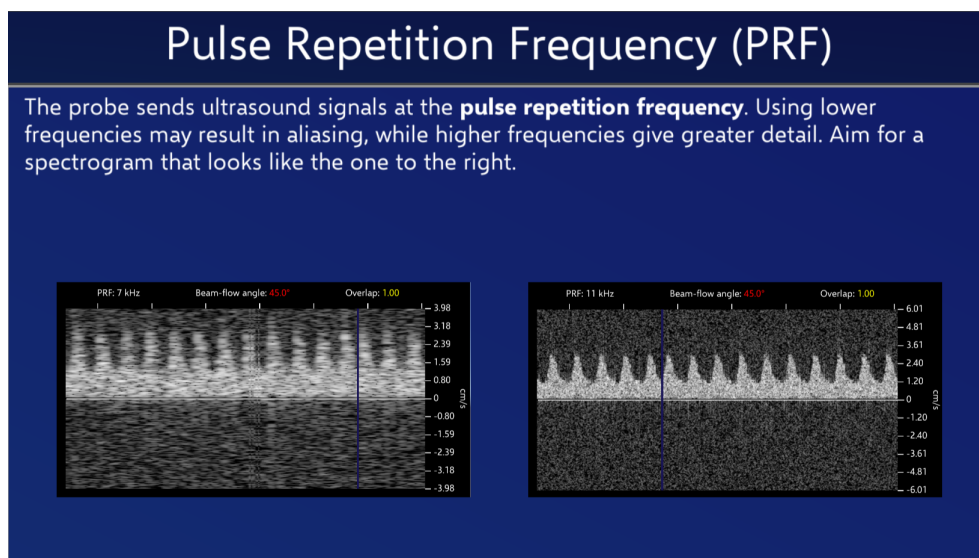 Pulse Repetition Frequency (PRF)
The probe sends ultrasound signals at the pulse repetition frequency. Using lower
frequencies may result in aliasing, while higher frequencies give greater detail. Aim for a
spectrogram that looks like the one to the right.
PRF: 7 kHz Beam-flow angle: 45.0° Overlap: 1.00
3.98
3.18
2.39
1.59
0.80
0
-0.80
-1.59
-2.39
-3.18
-3.98
cm/s
PRF: 11 kHz Beam-flow angle: 45.0° Overlap: 1.00
6.01
4.81
3.61
2.40
1.20
0
-1.20
-2.40
-3.61
-4.81
-6.01
cm/s